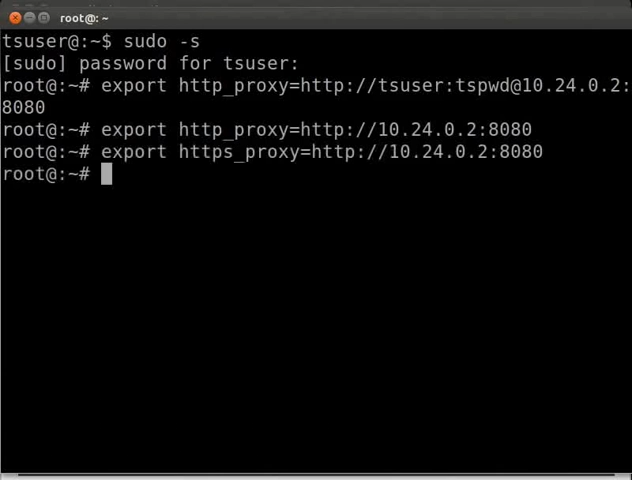 root@: ~
tsuser@:~$ sudo -s
[sudo] password for tsuser:
root@:~# export http_proxy=http://tsuser:tspwd@10.24.0.2:
8080
root@:~# export http_proxy=http://10.24.0.2:8080
root@:~# export https_proxy=http://10.24.0.2:8080
root@:~#